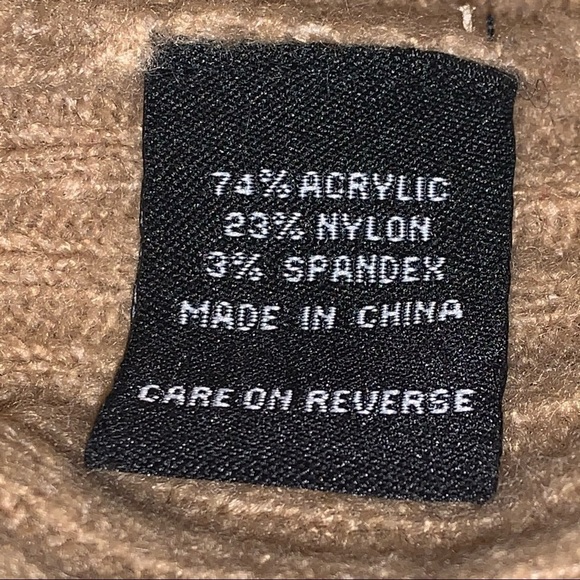 74% ACRYLIC
23% NYLON
3% SPANDEX
MADE IN CHINA
CARE ON REVERSE